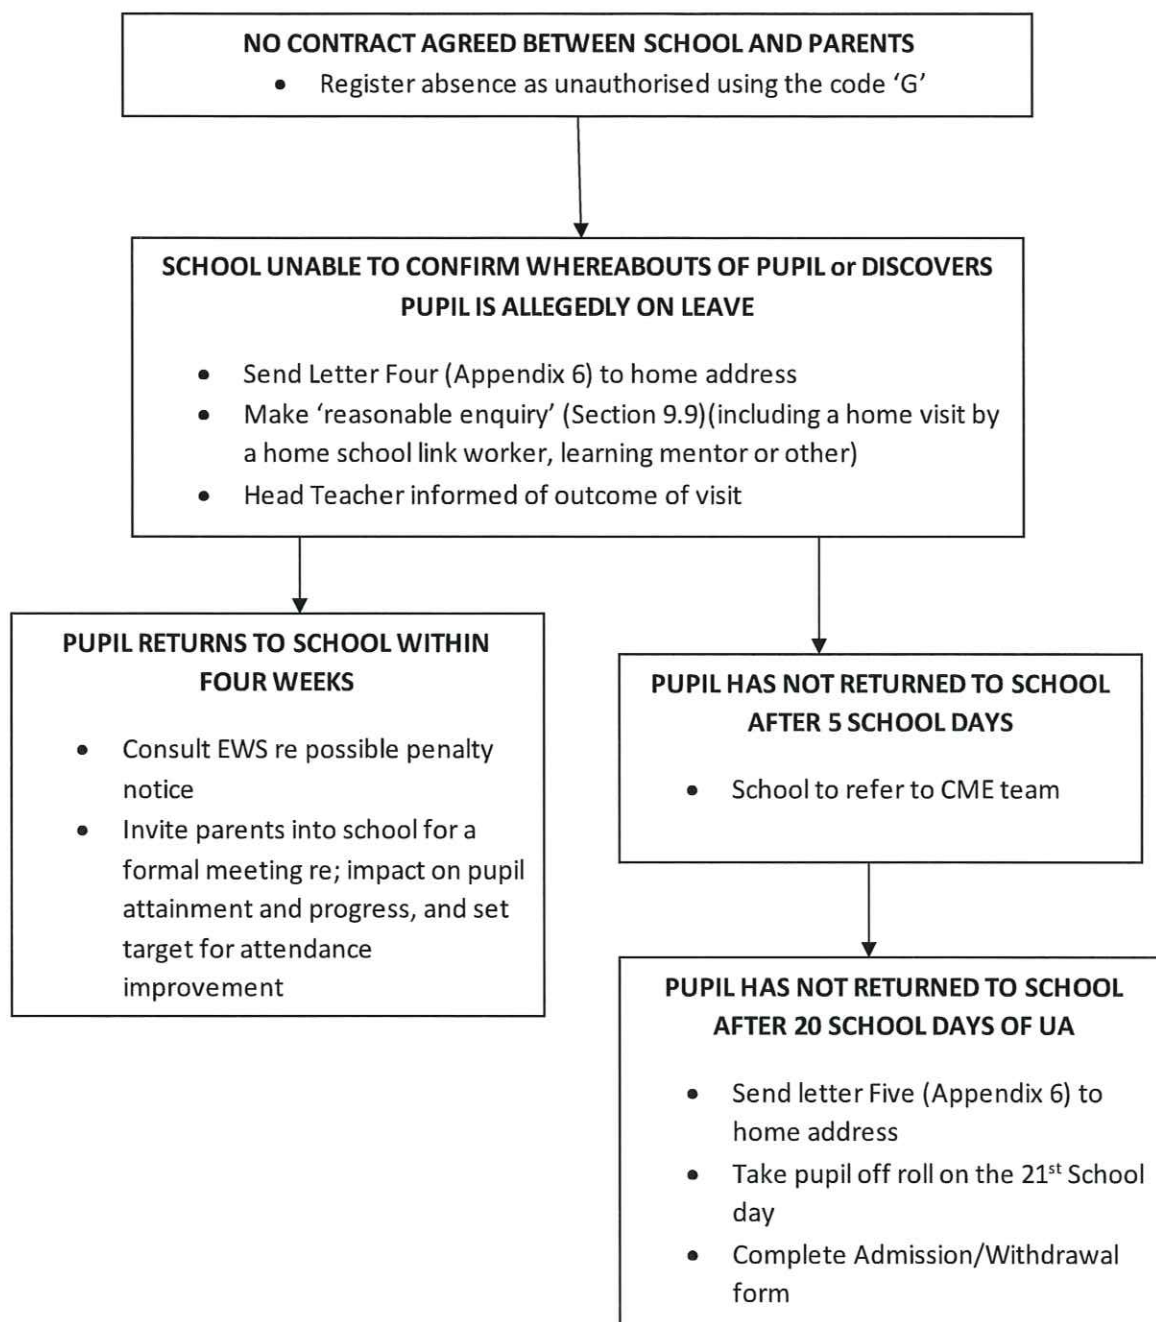 NO CONTRACT AGREED BETWEEN SCHOOL AND PARENTS
• Register absence as unauthorised using the code ‘G’
SCHOOL UNABLE TO CONFIRM WHEREABOUTS OF PUPIL or DISCOVERS
PUPIL IS ALLEGEDLY ON LEAVE
• Send Letter Four (Appendix 6) to home address
• Make ‘reasonable enquiry’ (Section 9.9)(including a home visit by
a home school link worker, learning mentor or other)
• Head Teacher informed of outcome of visit
PUPIL RETURNS TO SCHOOL WITHIN
FOUR WEEKS
• Consult EWS re possible penalty
notice
• Invite parents into school for a
formal meeting re; impact on pupil
attainment and progress, and set
target for attendance
improvement
PUPIL HAS NOT RETURNED TO SCHOOL
AFTER 5 SCHOOL DAYS
• School to refer to CME team
PUPIL HAS NOT RETURNED TO SCHOOL
AFTER 20 SCHOOL DAYS OF UA
• Send letter Five (Appendix 6) to
home address
• Take pupil off roll on the 21st School
day
• Complete Admission/Withdrawal
form